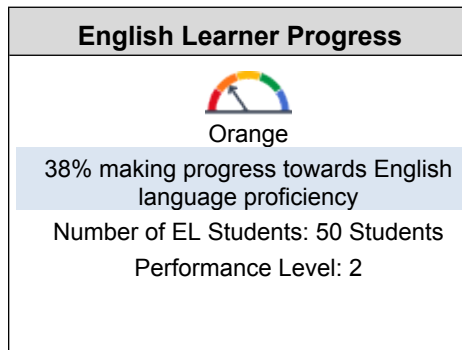 English Learner Progress
Orange
38% making progress towards English
language proficiency
Number of EL Students: 50 Students
Performance Level: 2